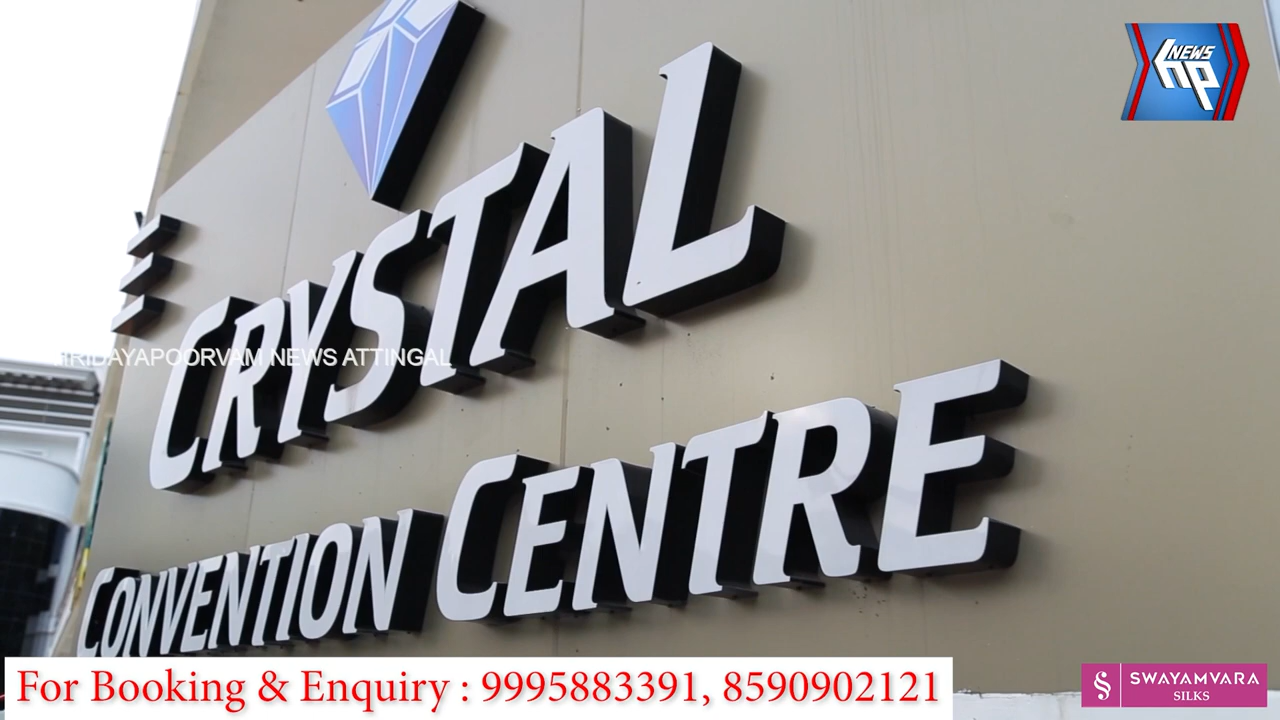 NEWS
hp
CRYSTAL
HRIDAYAPOORVAM NEWS ATTINGAL
CONVENTION CENTRE
For Booking & Enquiry : 9995883391, 8590902121
SWAYAMVARA
SILKS